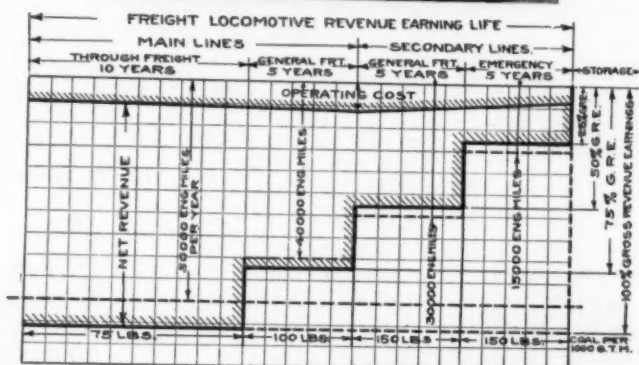 FREIGHT LOCOMOTIVE REVENUE EARNING LIFE
MAIN LINES
SECONDARY LINES.
THROUGH FREIGHT
10 YEARS
GENERAL FRT.
5 YEARS
GENERAL FRT.
5 YEARS
EMERGENCY
5 YEARS
STORAGE
OPERATING COST
NET REVENUE
30000 ENG MILES
PER YEAR
40000 ENG. MILES
30000 ENG. MILES
15000 ENG. MILES
25% GRE
50% G.R.E.
75% G.R.E.
100% GROSS REVENUE EARNINGS
75 LBS.
100 LBS.
150 LBS
150 LBS.
COAL PER
1000 G.T.M.